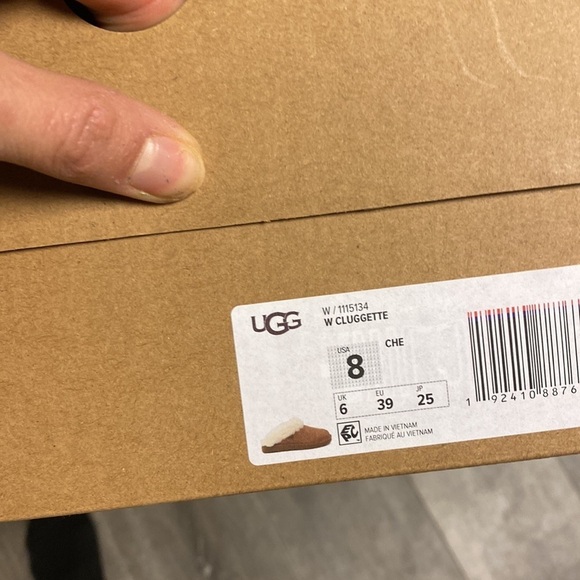 UGG
W / 1115134
W CLUGGETTE
CHE
USA
8
UK EU JP
6 39 25
MADE IN VIETNAM
FABRIQUÉ AU VIETNAM
1 92410 8876